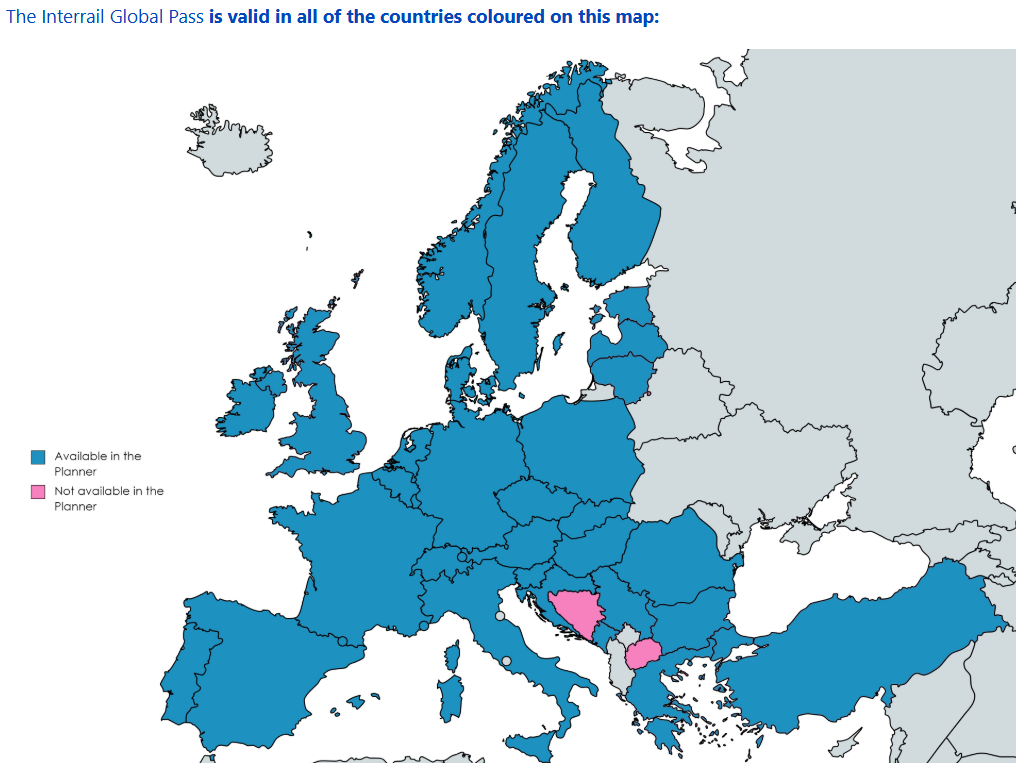 The Interrail Global Pass is valid in all of the countries coloured on this map:
Available in the
Planner
Not available in the
Planner